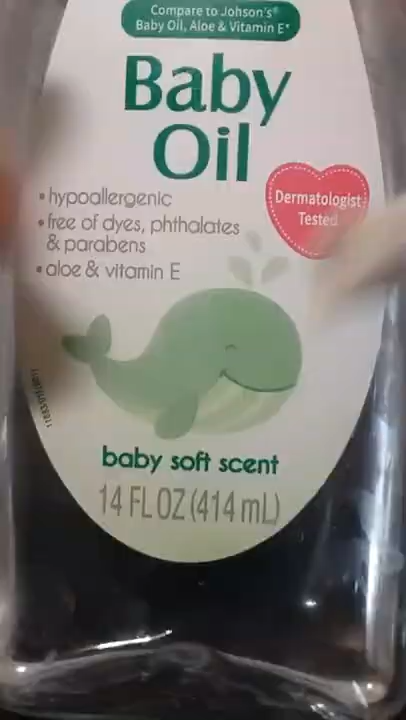 Compare to Johson's®
Baby Oil, Aloe & Vitamin E*
Baby
Oil
• hypoallergenic
• free of dyes, phthalates
& parabens
• aloe & vitamin E
Dermatologist
Tested
baby soft scent
14 FL OZ (414 mL)